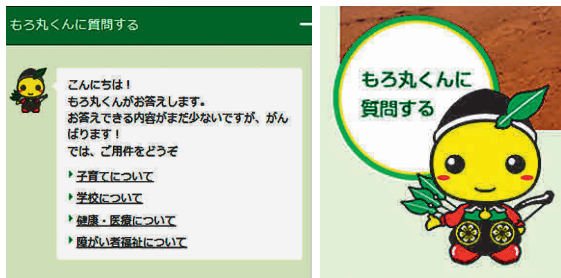 もろ丸くんに質問する
こんにちは！
もろ丸くんがお答えします。
お答えできる内容がまだ少ないですが、がん
ばります！
では、ご用件をどうぞ
子育てについて
学校について
健康・医療について
障がい者福祉について
もろ丸くんに
質問する